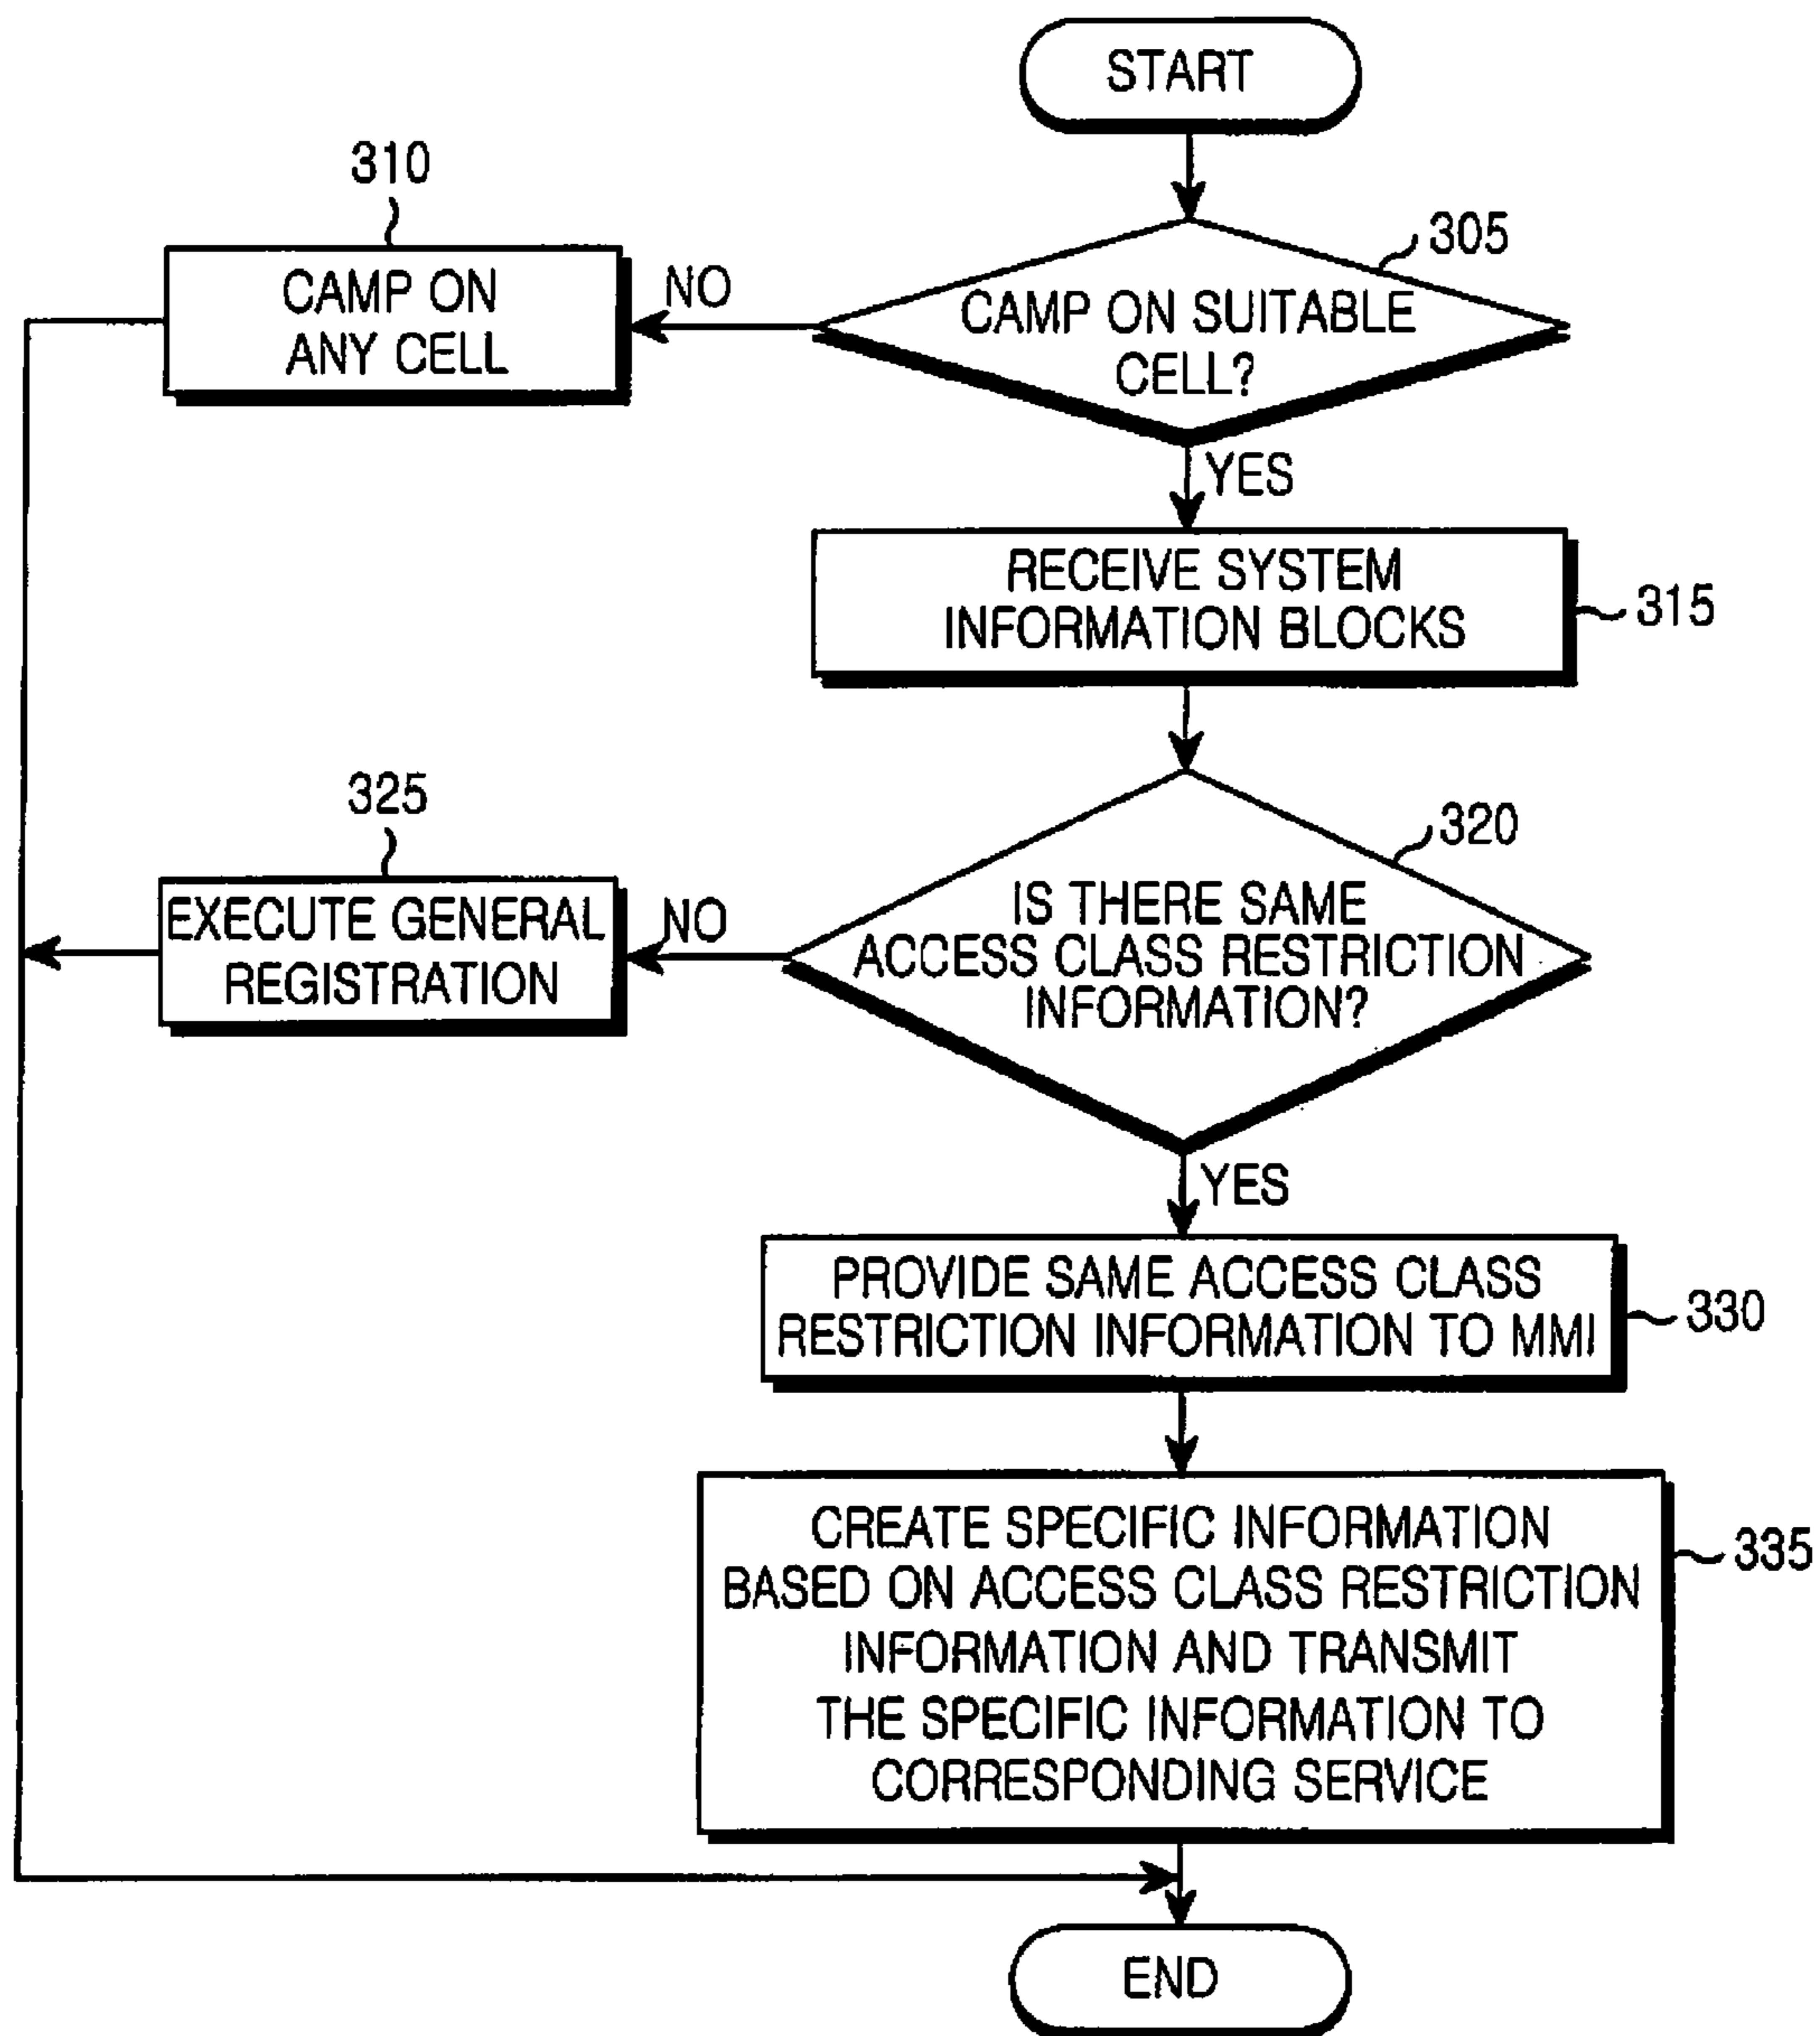 START
310
305
CAMP ON
ANY CELL
NO
CAMP ON SUITABLE
CELL?
YES
RECEIVE SYSTEM
INFORMATION BLOCKS
315
325
320
EXECUTE GENERAL
REGISTRATION
NO
IS THERE SAME
ACCESS CLASS RESTRICTION
INFORMATION?
YES
PROVIDE SAME ACCESS CLASS
RESTRICTION INFORMATION TO MMI
330
CREATE SPECIFIC INFORMATION
BASED ON ACCESS CLASS RESTRICTION
INFORMATION AND TRANSMIT
THE SPECIFIC INFORMATION TO
CORRESPONDING SERVICE
335
END